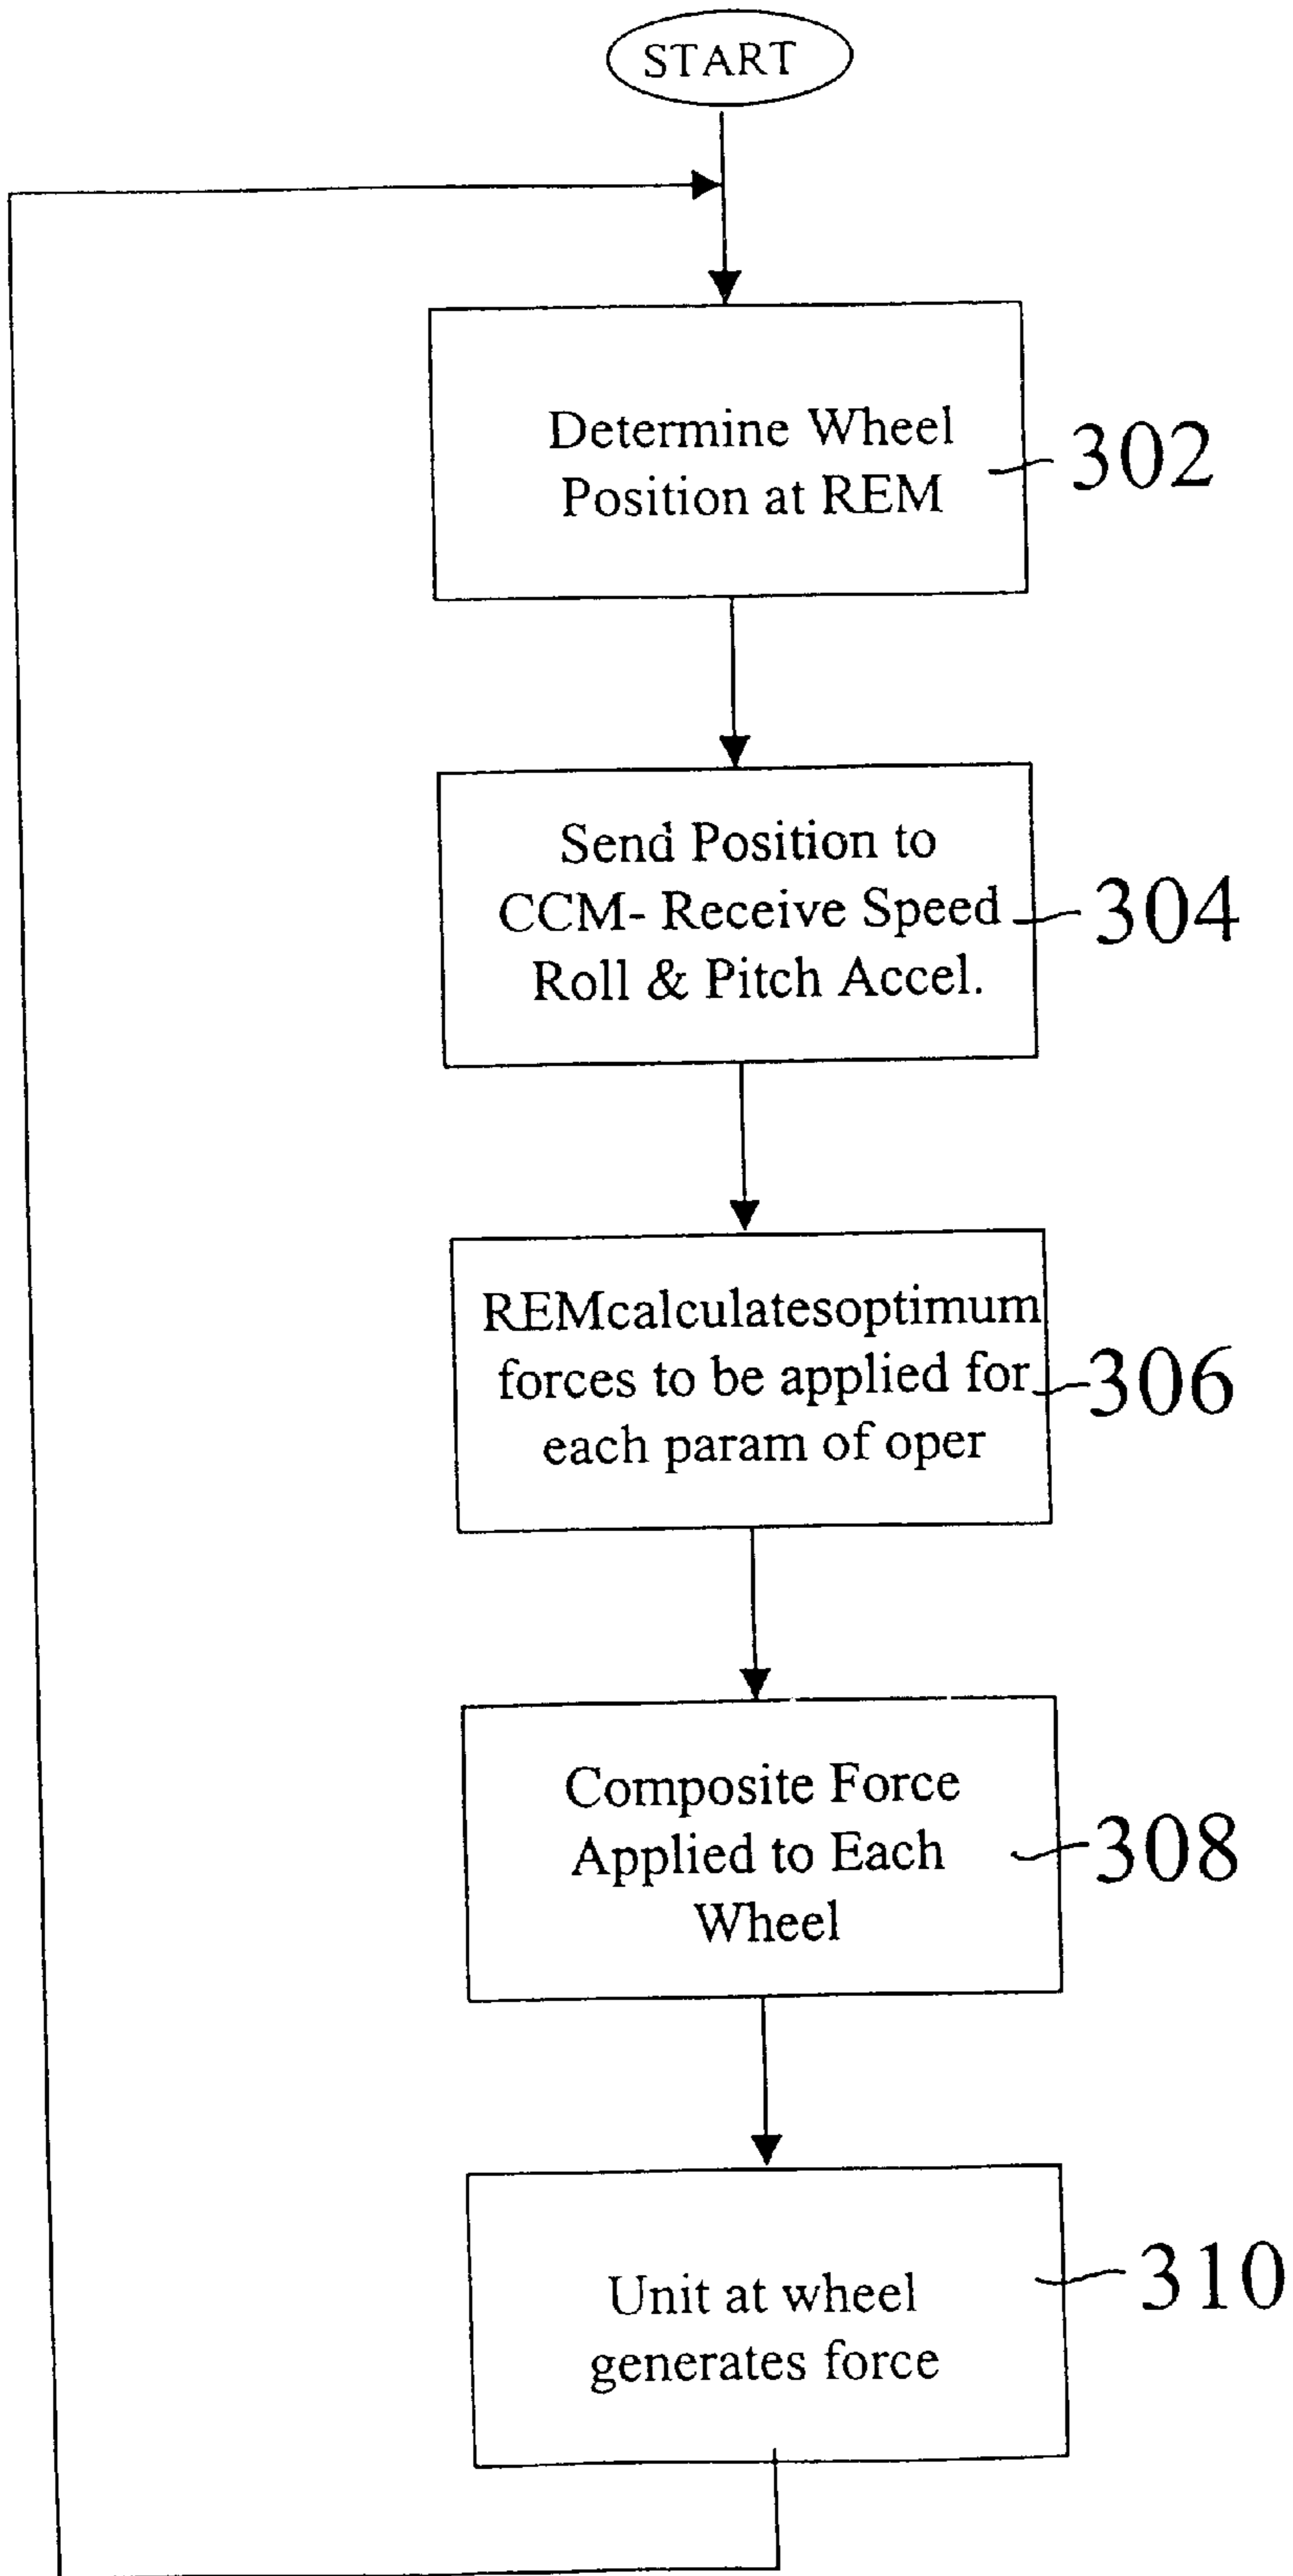 START
Determine Wheel
Position at REM
302
Send Position to
CCM- Receive Speed
Roll & Pitch Accel.
304
REMcalculatesoptimum
forces to be applied for
each param of oper
306
Composite Force
Applied to Each
Wheel
308
Unit at wheel
generates force
310